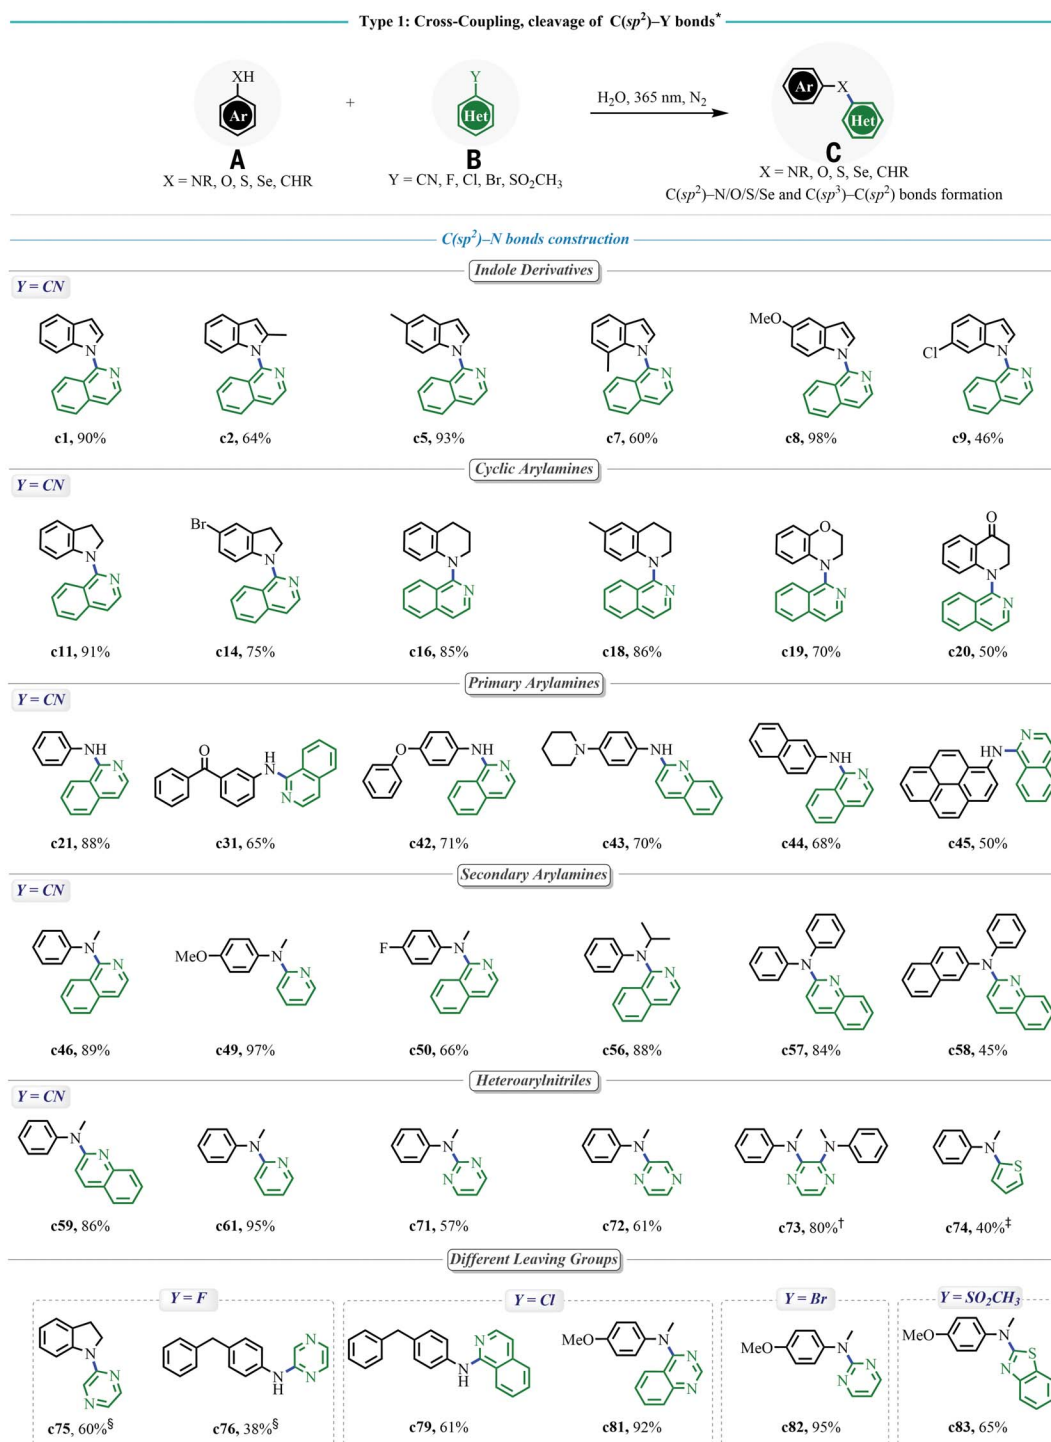 Type 1: Cross-Coupling, cleavage of C(sp²)–Y bonds*
XH
Ar
A
X = NR, O, S, Se, CHR
+
Y
Het
B
Y = CN, F, Cl, Br, SO₂CH₃
H₂O, 365 nm, N₂
Ar
X
Het
C
X = NR, O, S, Se, CHR
C(sp²)–N/O/S/Se and C(sp³)–C(sp²) bonds formation
C(sp²)–N bonds construction
Indole Derivatives
Y = CN
N N N N N N N N MeO N N Cl N N
c1, 90% c2, 64% c5, 93% c7, 60% c8, 98% c9, 46%
Cyclic Arylamines
Y = CN
N N Br N N N N N N O N N O N N
c11, 91% c14, 75% c16, 85% c18, 86% c19, 70% c20, 50%
Primary Arylamines
Y = CN
NH N O H N N O NH N N NH N NH N HN N
c21, 88% c31, 65% c42, 71% c43, 70% c44, 68% c45, 50%
Secondary Arylamines
Y = CN
N N MeO N N F N N N N N N N N
c46, 89% c49, 97% c50, 66% c56, 88% c57, 84% c58, 45%
Heteroarylnitriles
Y = CN
N N N N N N N N N N N N N N N S
c59, 86% c61, 95% c71, 57% c72, 61% c73, 80%† c74, 40%‡
Different Leaving Groups
Y = F Y = Cl Y = Br Y = SO₂CH₃
N N N N N N H N N H MeO N N N MeO N N N MeO N S N
c75, 60%§ c76, 38%§ c79, 61% c81, 92% c82, 95% c83, 65%